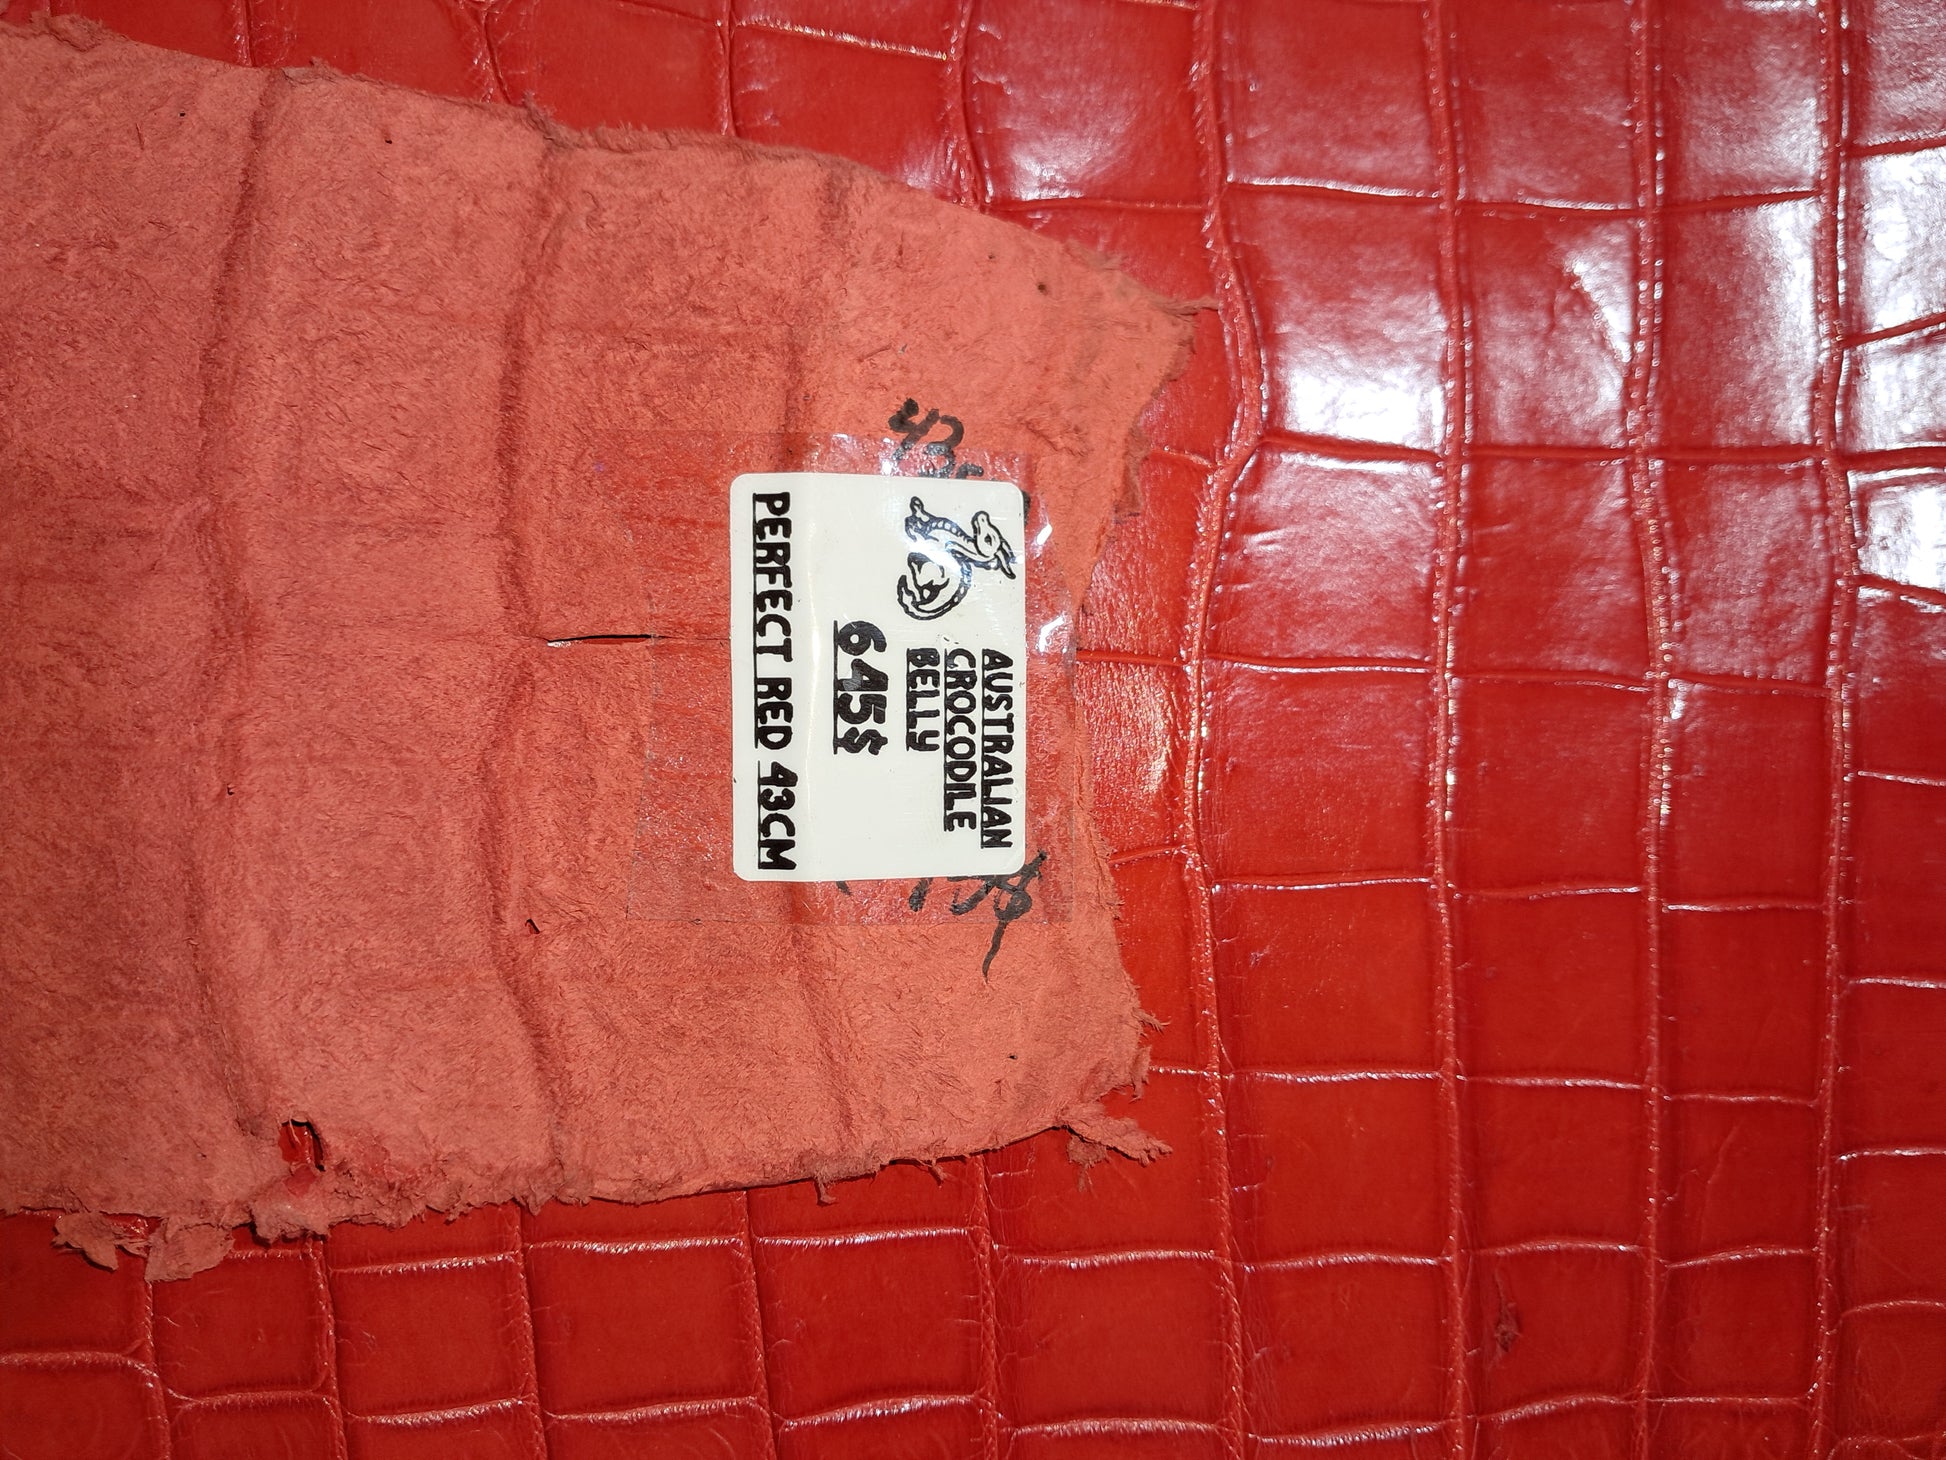 AUSTRALIAN
CROCODILE
BELLY
645$
PERFECT RED 43CM